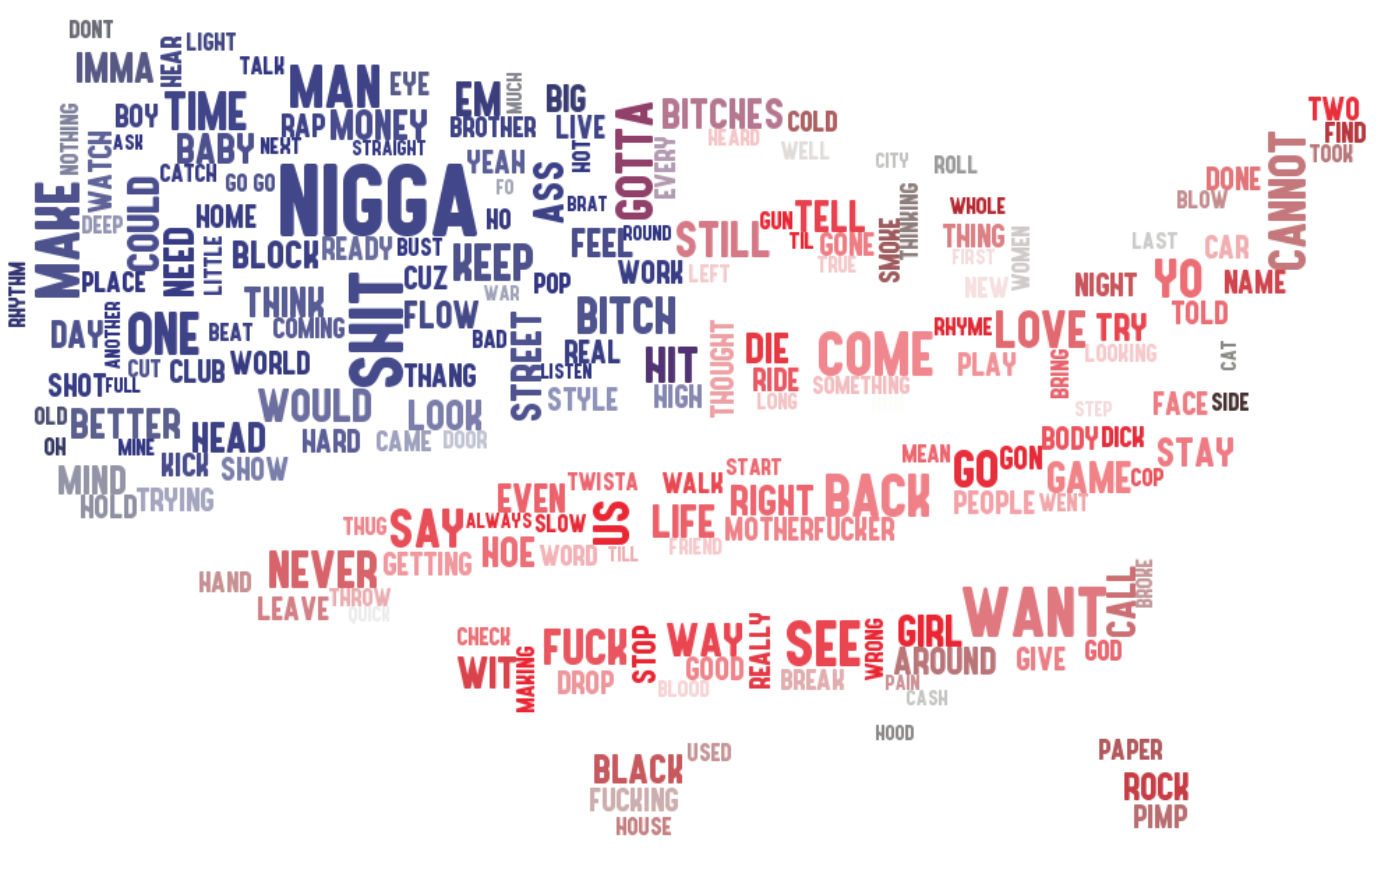 DONT
LIGHT
HEAR
IMMA
TALK
MAN
EYE
MUCH
EM
BIG
NOTHING
BOY
TIME
RAP
MONEY
BROTHER
LIVE
GOTTA
BITCHES
COLD
TWO
FIND
TOOK
WATCH
ASK
BABY
NEXT
STRAIGHT
YEAH
HOT
EVERY
HEARD
WELL
CITY
ROLL
CANNOT
CATCH
GO GO
NIGGA
FO
ASS
BRAT
DONE
BLOW
MAKE
DEEP
COULD
HOME
HO
ROUND
STILL
GUN
TELL
SMOKE
THINKING
WHOLE
NEED
LITTLE
BLOCK
READY
BUST
KEEP
FEEL
TIL
GONE
TRUE
THING
FIRST
WOMEN
LAST
CAR
RHYTHM
PLACE
CUZ
WAR
POP
WORK
LEFT
NEW
NIGHT
YO
NAME
THINK
SHIT
FLOW
BITCH
TOLD
DAY
ANOTHER
ONE
BEAT
COMING
BAD
STREET
REAL
HIT
THOUGHT
DIE
COME
RHYME
LOVE
TRY
LOOKING
CAT
CUT
CLUB
WORLD
THANG
LISTEN
RIDE
SOMETHING
PLAY
BRING
SHOT
FULL
STYLE
HIGH
LONG
STEP
FACE
SIDE
OLD
BETTER
WOULD
LOOK
OH
MINE
HEAD
HARD
CAME
DOOR
MEAN
GO
GON
BODY
DICK
STAY
MIND
KICK
SHOW
HOLD
TRYING
EVEN
TWISTA
WALK
START
RIGHT
BACK
PEOPLE
WENT
GAME
COP
THUG
SAY
ALWAYS
SLOW
US
LIFE
MOTHERFUCKER
GETTING
HOE
WORD
TILL
FRIEND
HAND
NEVER
LEAVE
THROW
QUICK
WANT
CALL
BROKE
CHECK
FUCK
STOP
WAY
REALLY
SEE
WRONG
GIRL
WIT
MAKING
DROP
GOOD
BLOOD
BREAK
AROUND
PAIN
CASH
GIVE
GOD
HOOD
BLACK
USED
FUCKING
HOUSE
PAPER
ROCK
PIMP